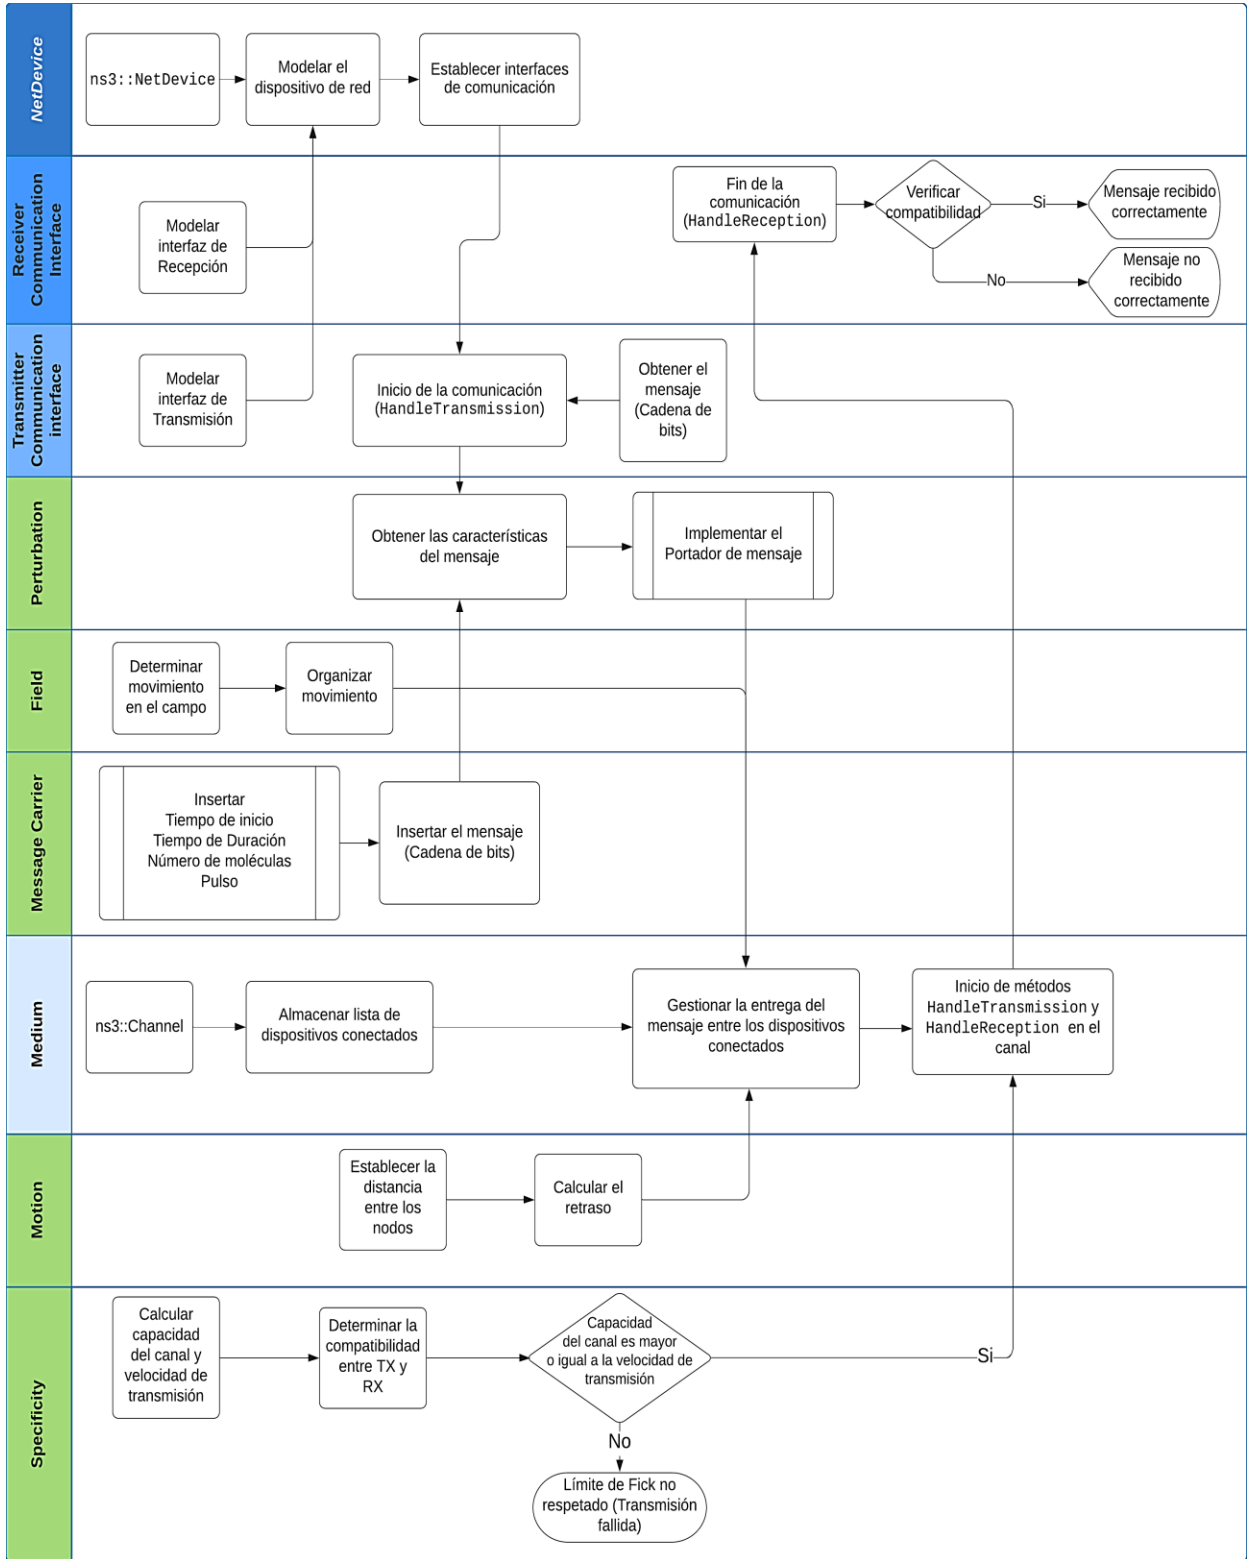 NetDevice
ns3::NetDevice
Modelar el
dispositivo de red
Establecer interfaces
de comunicación
Receiver
Communication
Interface
Modelar
interfaz de
Recepción
Fin de la
comunicación
(HandleReception)
Verificar
compatibilidad
Si
Mensaje recibido
correctamente
No
Mensaje no
recibido
correctamente
Transmitter
Communication
interface
Modelar
interfaz de
Transmisión
Inicio de la comunicación
(HandleTransmission)
Obtener el
mensaje
(Cadena de
bits)
Perturbation
Obtener las características
del mensaje
Implementar el
Portador de mensaje
Field
Determinar
movimiento
en el campo
Organizar
movimiento
Message Carrier
Insertar
Tiempo de inicio
Tiempo de Duración
Número de moléculas
Pulso
Insertar el mensaje
(Cadena de bits)
Medium
ns3::Channel
Almacenar lista de
dispositivos conectados
Gestionar la entrega del
mensaje entre los dispositivos
conectados
Inicio de métodos
HandleTransmission y
HandleReception en el
canal
Motion
Establecer la
distancia
entre los
nodos
Calcular el
retraso
Specificity
Calcular
capacidad
del canal y
velocidad de
transmisión
Determinar la
compatibilidad
entre TX y
RX
Capacidad
del canal es mayor
o igual a la velocidad de
transmisión
Si
No
Límite de Fick no
respetado (Transmisión
fallida)